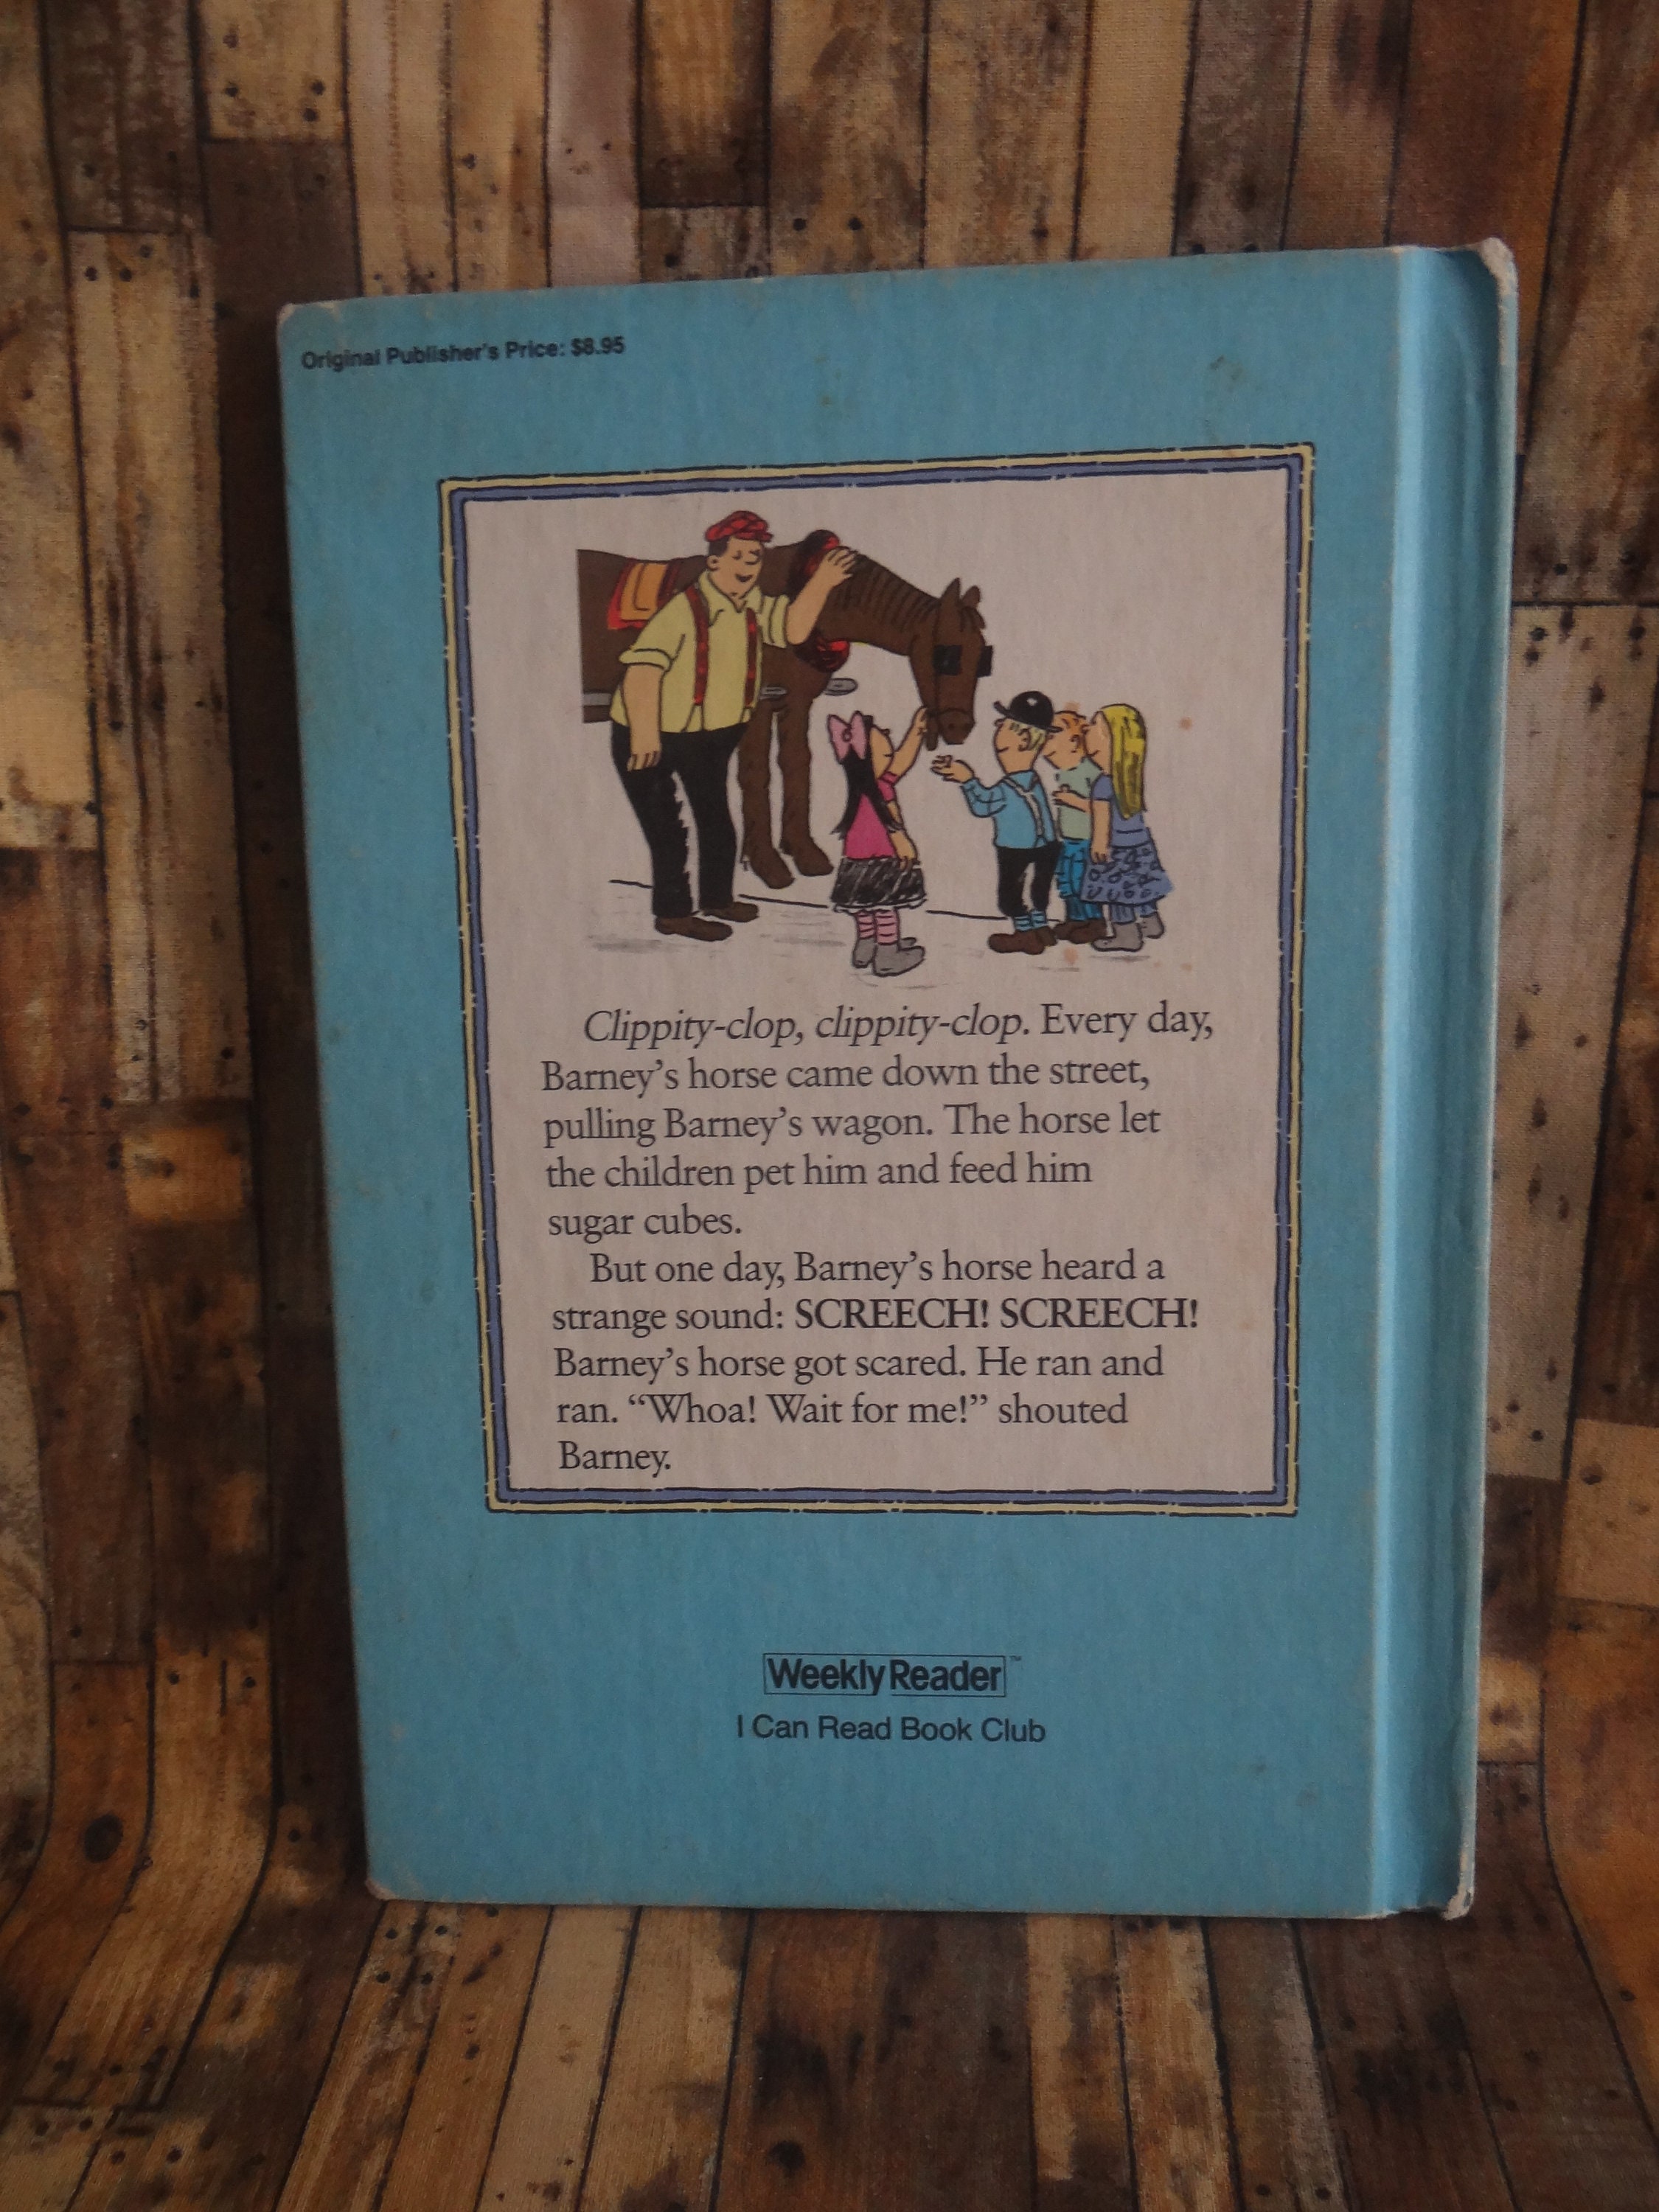 Original Publisher's Price: $8.95
Clippity-clop, clippity-clop. Every day,
Barney's horse came down the street,
pulling Barney's wagon. The horse let
the children pet him and feed him
sugar cubes.
But one day, Barney's horse heard a
strange sound: SCREECH! SCREECH!
Barney's horse got scared. He ran and
ran. “Whoa! Wait for me!” shouted
Barney.
Weekly Reader™
I Can Read Book Club